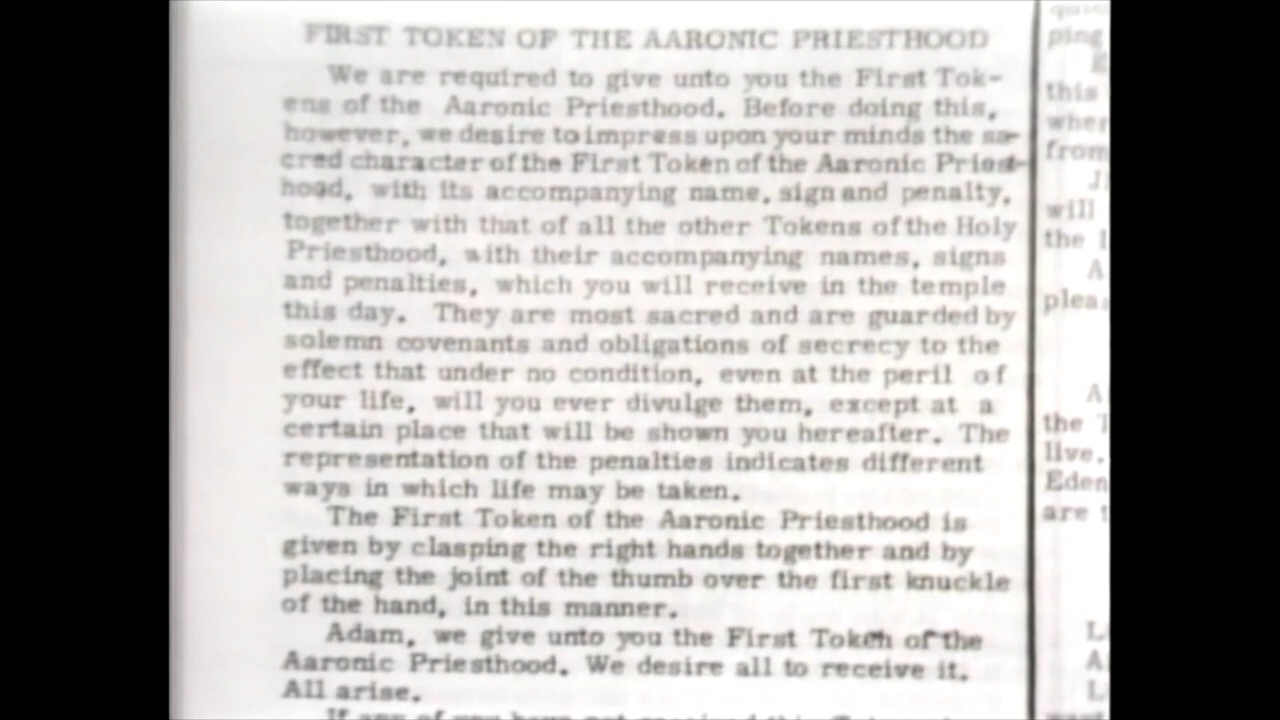 FIRST TOKEN OF THE AARONIC PRIESTHOOD
We are required to give unto you the First Tok-
ens of the Aaronic Priesthood. Before doing this,
however, we desire to impress upon your minds the sa-
cred character of the First Token of the Aaronic Priest-
hood, with its accompanying name, sign and penalty,
together with that of all the other Tokens of the Holy
Priesthood, with their accompanying names, signs
and penalties, which you will receive in the temple
this day. They are most sacred and are guarded by
solemn covenants and obligations of secrecy to the
effect that under no condition, even at the peril of
your life, will you ever divulge them, except at a
certain place that will be shown you hereafter. The
representation of the penalties indicates different
ways in which life may be taken.
The First Token of the Aaronic Priesthood is
given by clasping the right hands together and by
placing the joint of the thumb over the first knuckle
of the hand, in this manner.
Adam, we give unto you the First Token of the
Aaronic Priesthood. We desire all to receive it.
All arise.
ping
this
from
will
the
A
the
live.
Eden
are